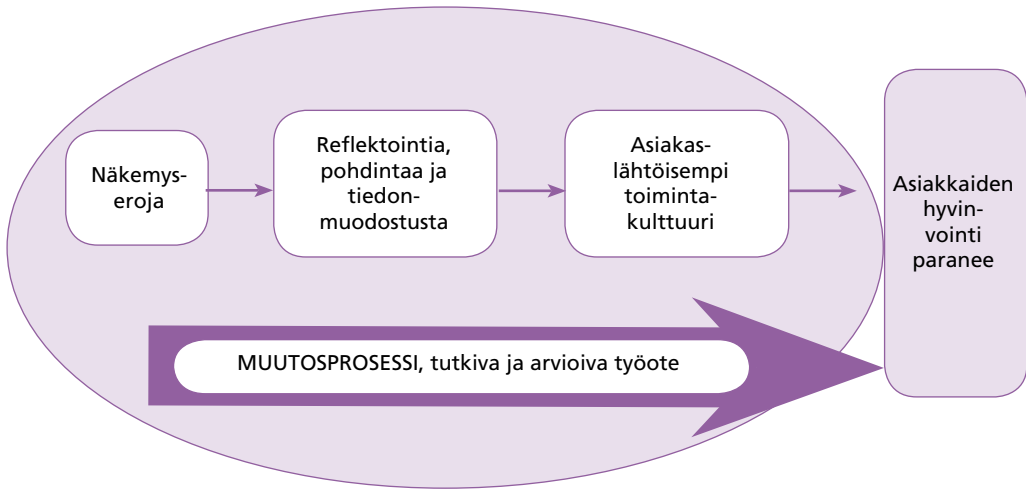 Näkemys-
eroja
Reflektointia,
pohdintaa ja
tiedon-
muodostusta
Asiakas-
lähtöisempi
toiminta-
kulttuuri
Asiakkaiden
hyvin-
vointi
paranee
MUUTOSPROSESSI, tutkiva ja arvioiva työote